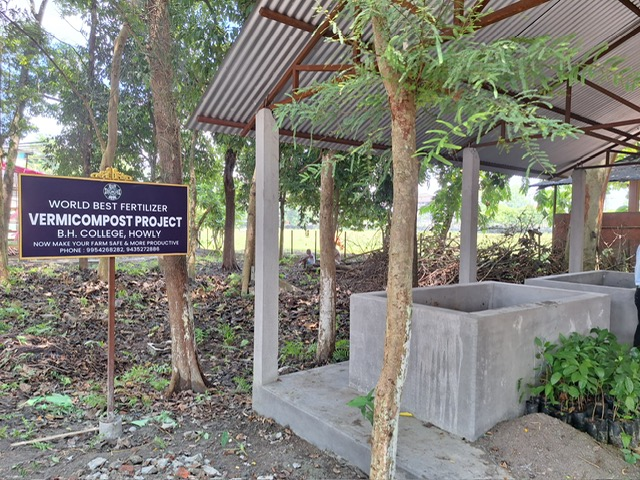 WORLD BEST FERTILIZER
VERMICOMPOST PROJECT
B.H. COLLEGE, HOWLY
NOW MAKE YOUR FARM SAFE & MORE PRODUCTIVE
PHONE : 9954268282, 9435272886